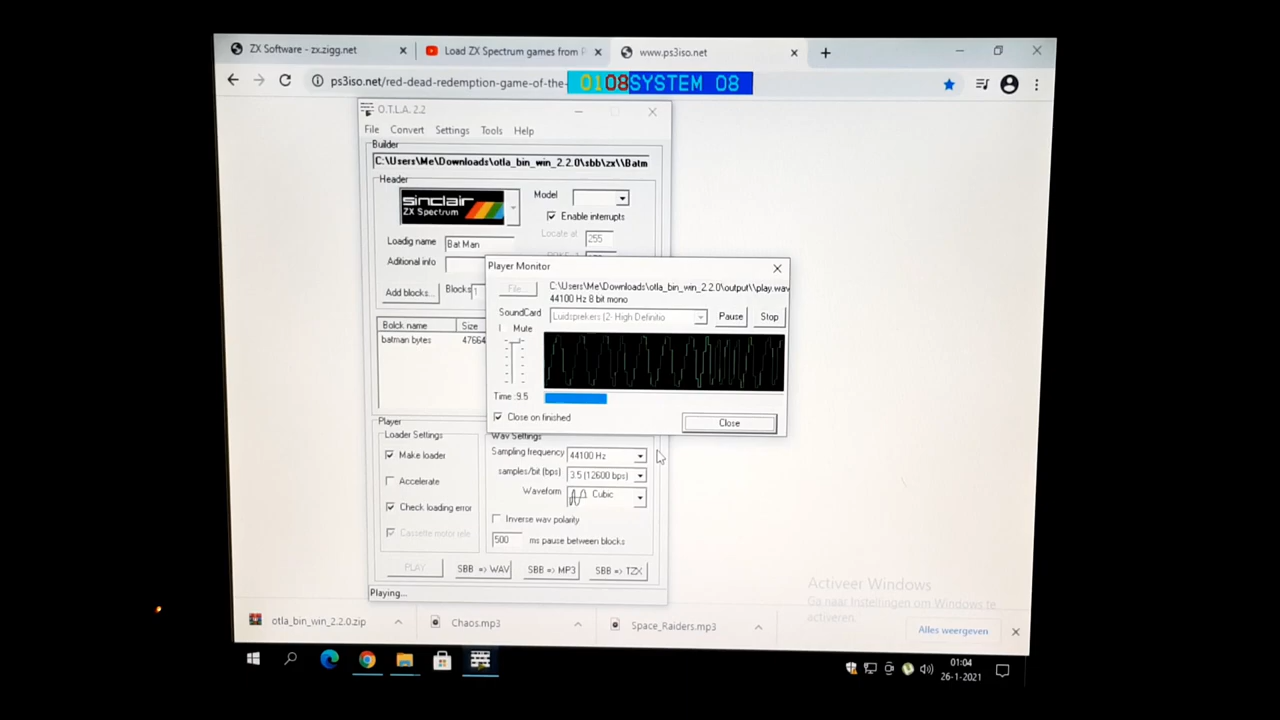 ZX Software - zx.zigg.net
Load ZX Spectrum games from
www.ps3iso.net
ps3iso.net/red-dead-redemption-game-of-the-
0108SYSTEM 08
O.T.L.A. 2.2
File Convert Settings Tools Help
Builder
C:\Users\Me\Downloads\otla_bin_win_2.2.0\sbb\zx\\Batm
Header
sinclair
ZX Spectrum
Model
Enable interrupts
Locate at 255
Loadig name Bat Man
Aditional info
Add blocks... Blocks 1
Bolck name Size
batman bytes 47664
Player Monitor
File...
C:\Users\Me\Downloads\otla_bin_win_2.2.0\output\\play.wav
44100 Hz 8 bit mono
SoundCard Luidsprekers (2- High Definitio Pause Stop
Mute
Time :9.5
Close on finished Close
Player
Loader Settings
Make loader
Accelerate
Check loading error
Cassette motor rele
Wav Settings
Sampling frequency 44100 Hz
samples/bit (bps) 3.5 (12600 bps)
Waveform Cubic
Inverse wav polarity
500 ms pause between blocks
PLAY SBB => WAV SBB => MP3 SBB => TZX
Playing...
Activeer Windows
Ga naar Instellingen om Windows te
activeren.
otla_bin_win_2.2.0.zip Chaos.mp3 Space_Raiders.mp3 Alles weergeven
01:04
26-1-2021